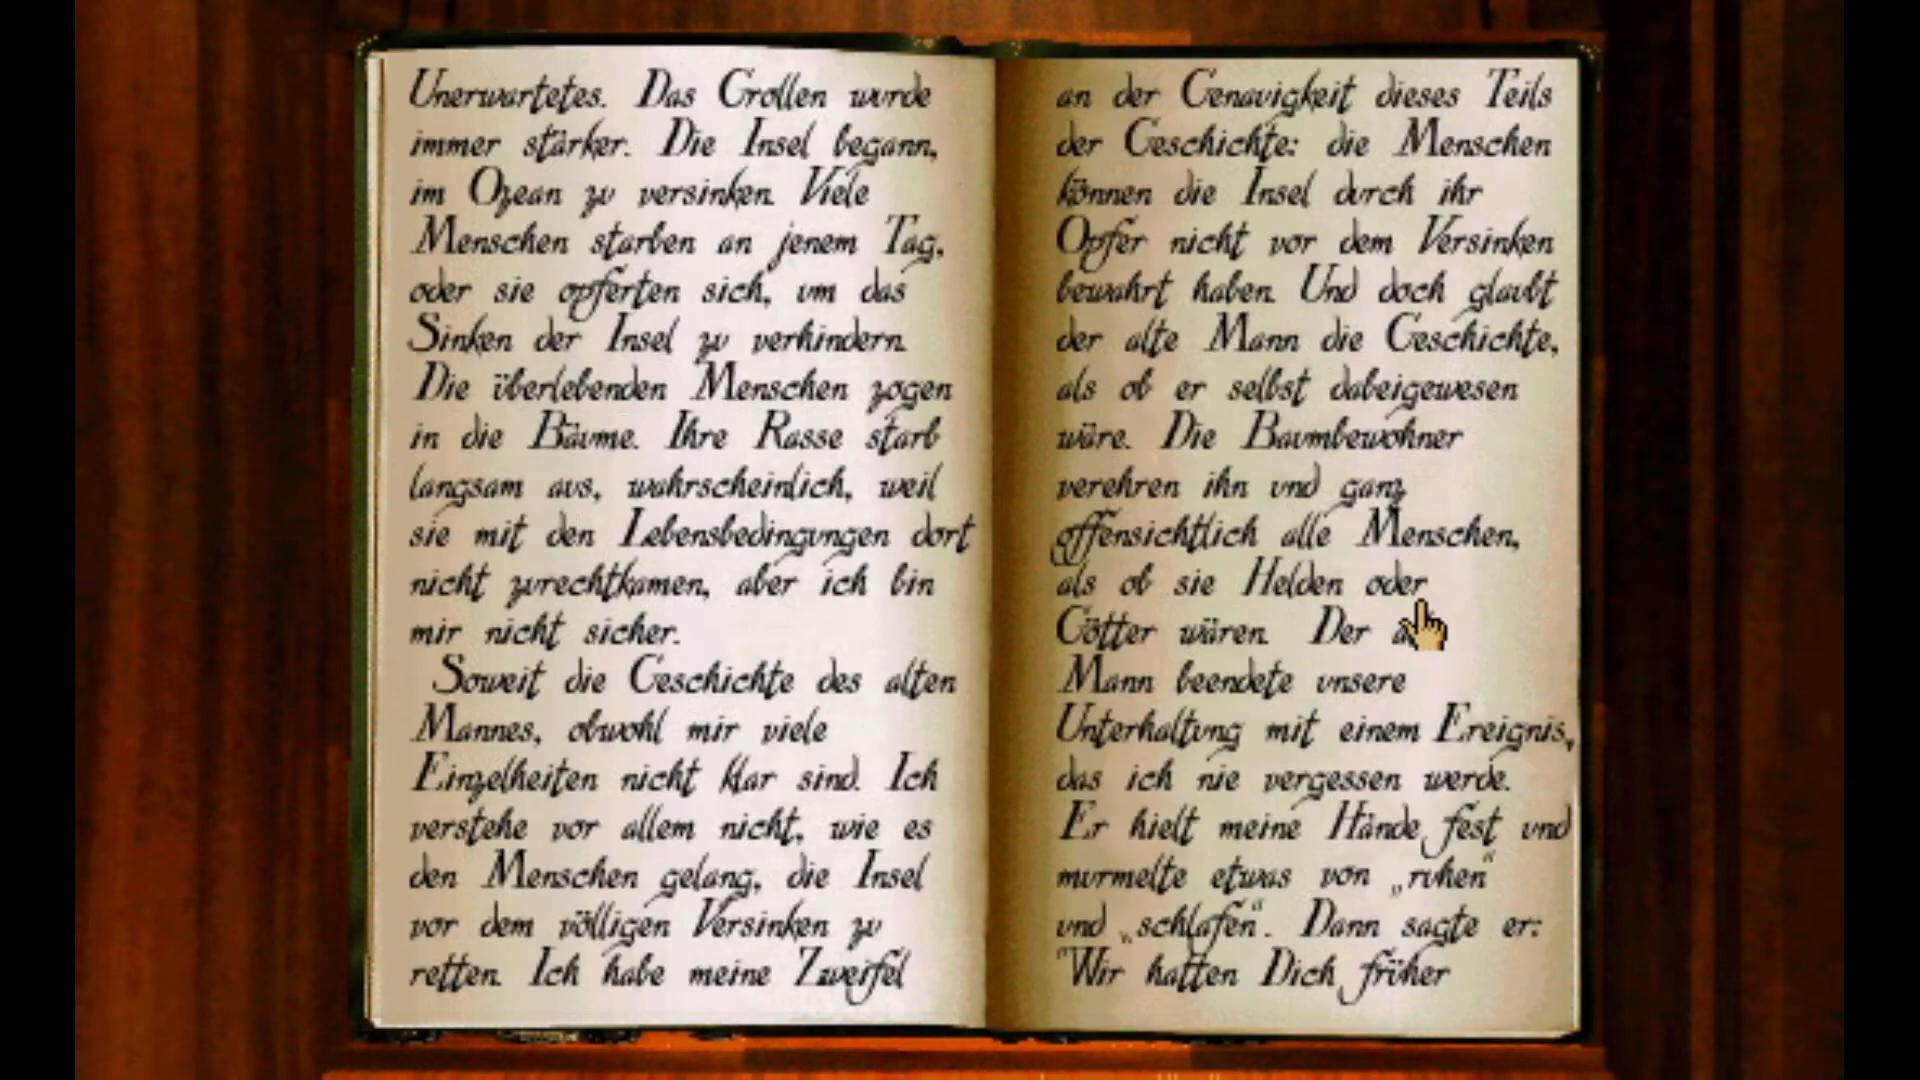 Unerwartetes. Das Grollen wurde
immer stärker. Die Insel begann,
im Ozean zu versinken. Viele
Menschen starben an jenem Tag,
oder sie opferten sich, um das
Sinken der Insel zu verhindern.
Die überlebenden Menschen zogen
in die Bäume. Ihre Rasse starb
langsam aus, wahrscheinlich, weil
sie mit den Lebensbedingungen dort
nicht zurechtkamen, aber ich bin
mir nicht sicher.
Soweit die Geschichte des alten
Mannes, obwohl mir viele
Einzelheiten nicht klar sind. Ich
verstehe vor allem nicht, wie es
den Menschen gelang, die Insel
vor dem völligen Versinken zu
retten. Ich habe meine Zweifel
an der Genauigkeit dieses Teils
der Geschichte: die Menschen
können die Insel durch ihr
Opfer nicht vor dem Versinken
bewahrt haben. Und doch glaubt
der alte Mann die Geschichte,
als ob er selbst dabeigewesen
wäre. Die Baumbewohner
verehren ihn und ganz
offensichtlich alle Menschen,
als ob sie Helden oder
Götter wären. Der
Mann beendete unsere
Unterhaltung mit einem Ereignis,
das ich nie vergessen werde.
Er hielt meine Hände fest und
murmelte etwas von „ruhen“
und „schlafen“. Dann sagte er:
"Wir hatten Dich früher